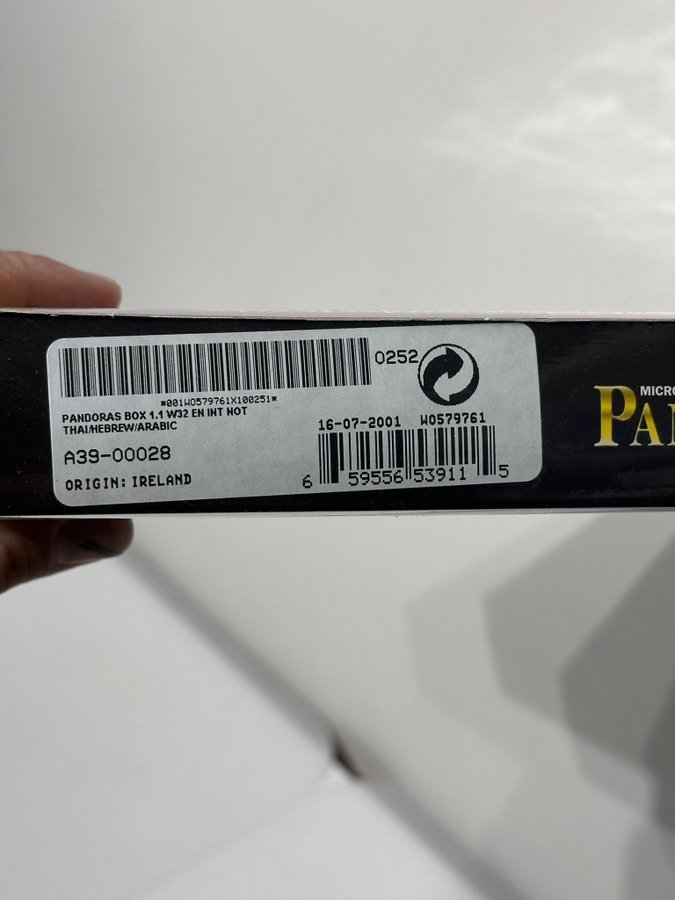 0252
*001W0579761X100251*
PANDORAS BOX 1.1 W32 EN INT NOT
THAI/HEBREW/ARABIC
A39-00028
ORIGIN: IRELAND
16-07-2001 W0579761
6 59556 53911 5
MICRO
PAN